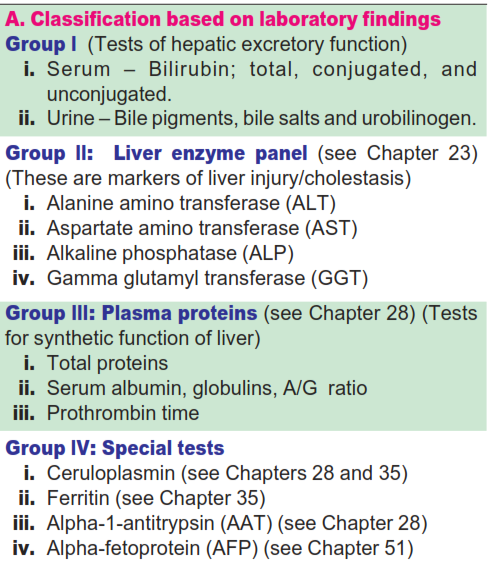 A. Classification based on laboratory findings
Group I (Tests of hepatic excretory function)
i. Serum – Bilirubin; total, conjugated, and
unconjugated.
ii. Urine – Bile pigments, bile salts and urobilinogen.
Group II: Liver enzyme panel (see Chapter 23)
(These are markers of liver injury/cholestasis)
i. Alanine amino transferase (ALT)
ii. Aspartate amino transferase (AST)
iii. Alkaline phosphatase (ALP)
iv. Gamma glutamyl transferase (GGT)
Group III: Plasma proteins (see Chapter 28) (Tests
for synthetic function of liver)
i. Total proteins
ii. Serum albumin, globulins, A/G ratio
iii. Prothrombin time
Group IV: Special tests
i. Ceruloplasmin (see Chapters 28 and 35)
ii. Ferritin (see Chapter 35)
iii. Alpha-1-antitrypsin (AAT) (see Chapter 28)
iv. Alpha-fetoprotein (AFP) (see Chapter 51)